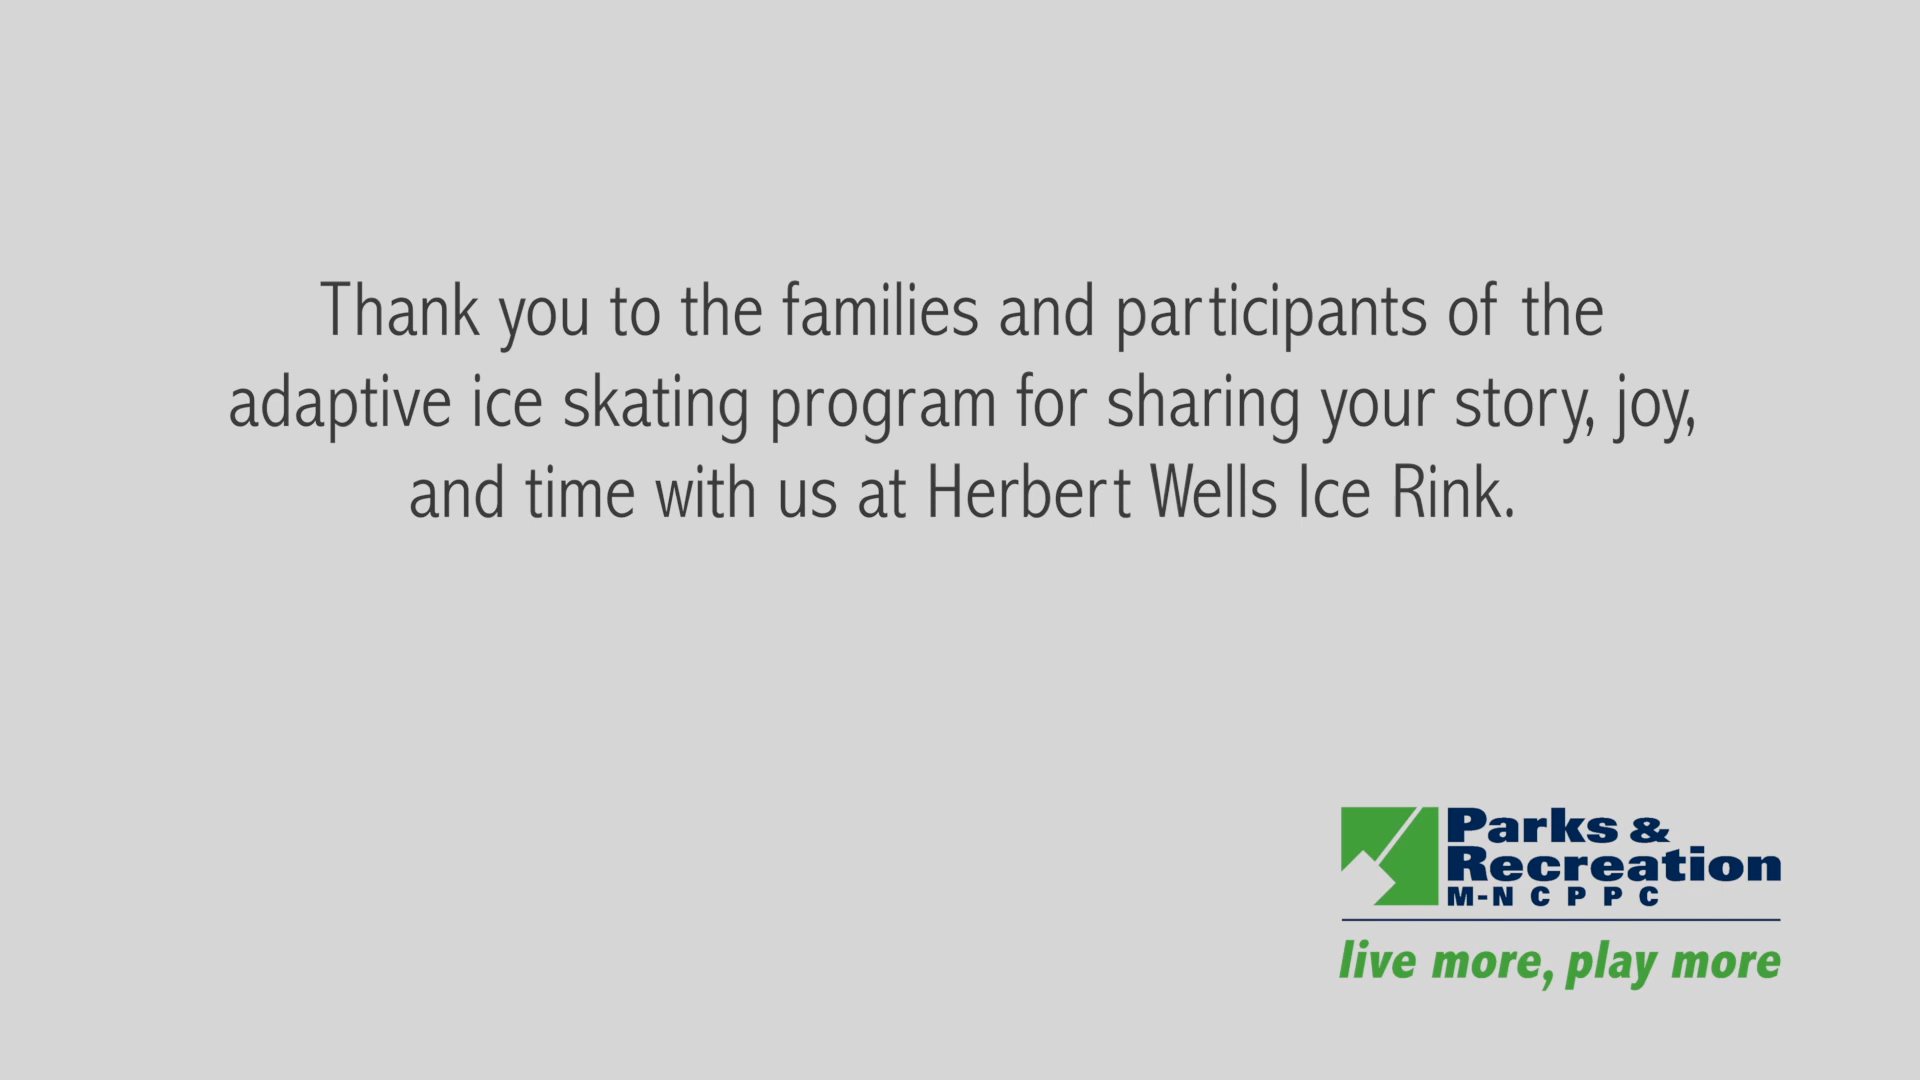 Thank you to the families and participants of the
adaptive ice skating program for sharing your story, joy,
and time with us at Herbert Wells Ice Rink.
Parks &
Recreation
M-NCPPC
live more, play more